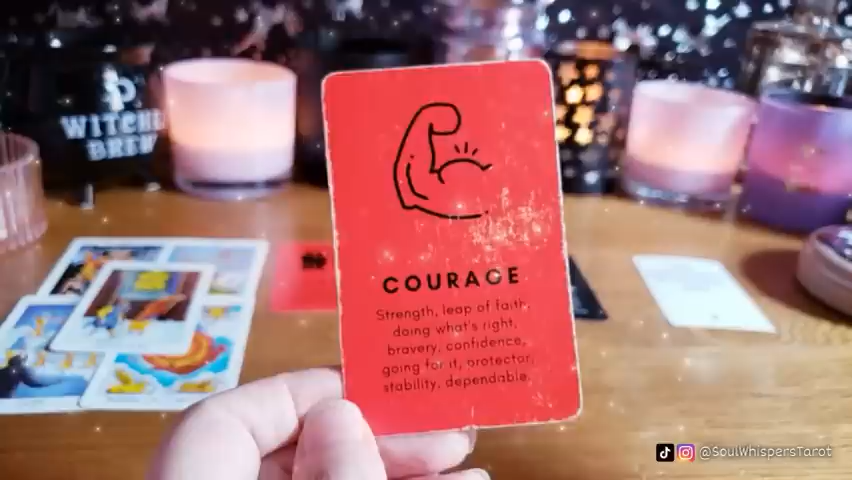 WITCHES
BREW
COURAGE
Strength, leap of faith,
doing what's right,
bravery, confidence,
going for it, protector,
stability, dependable.
@SoulWhispersTarot